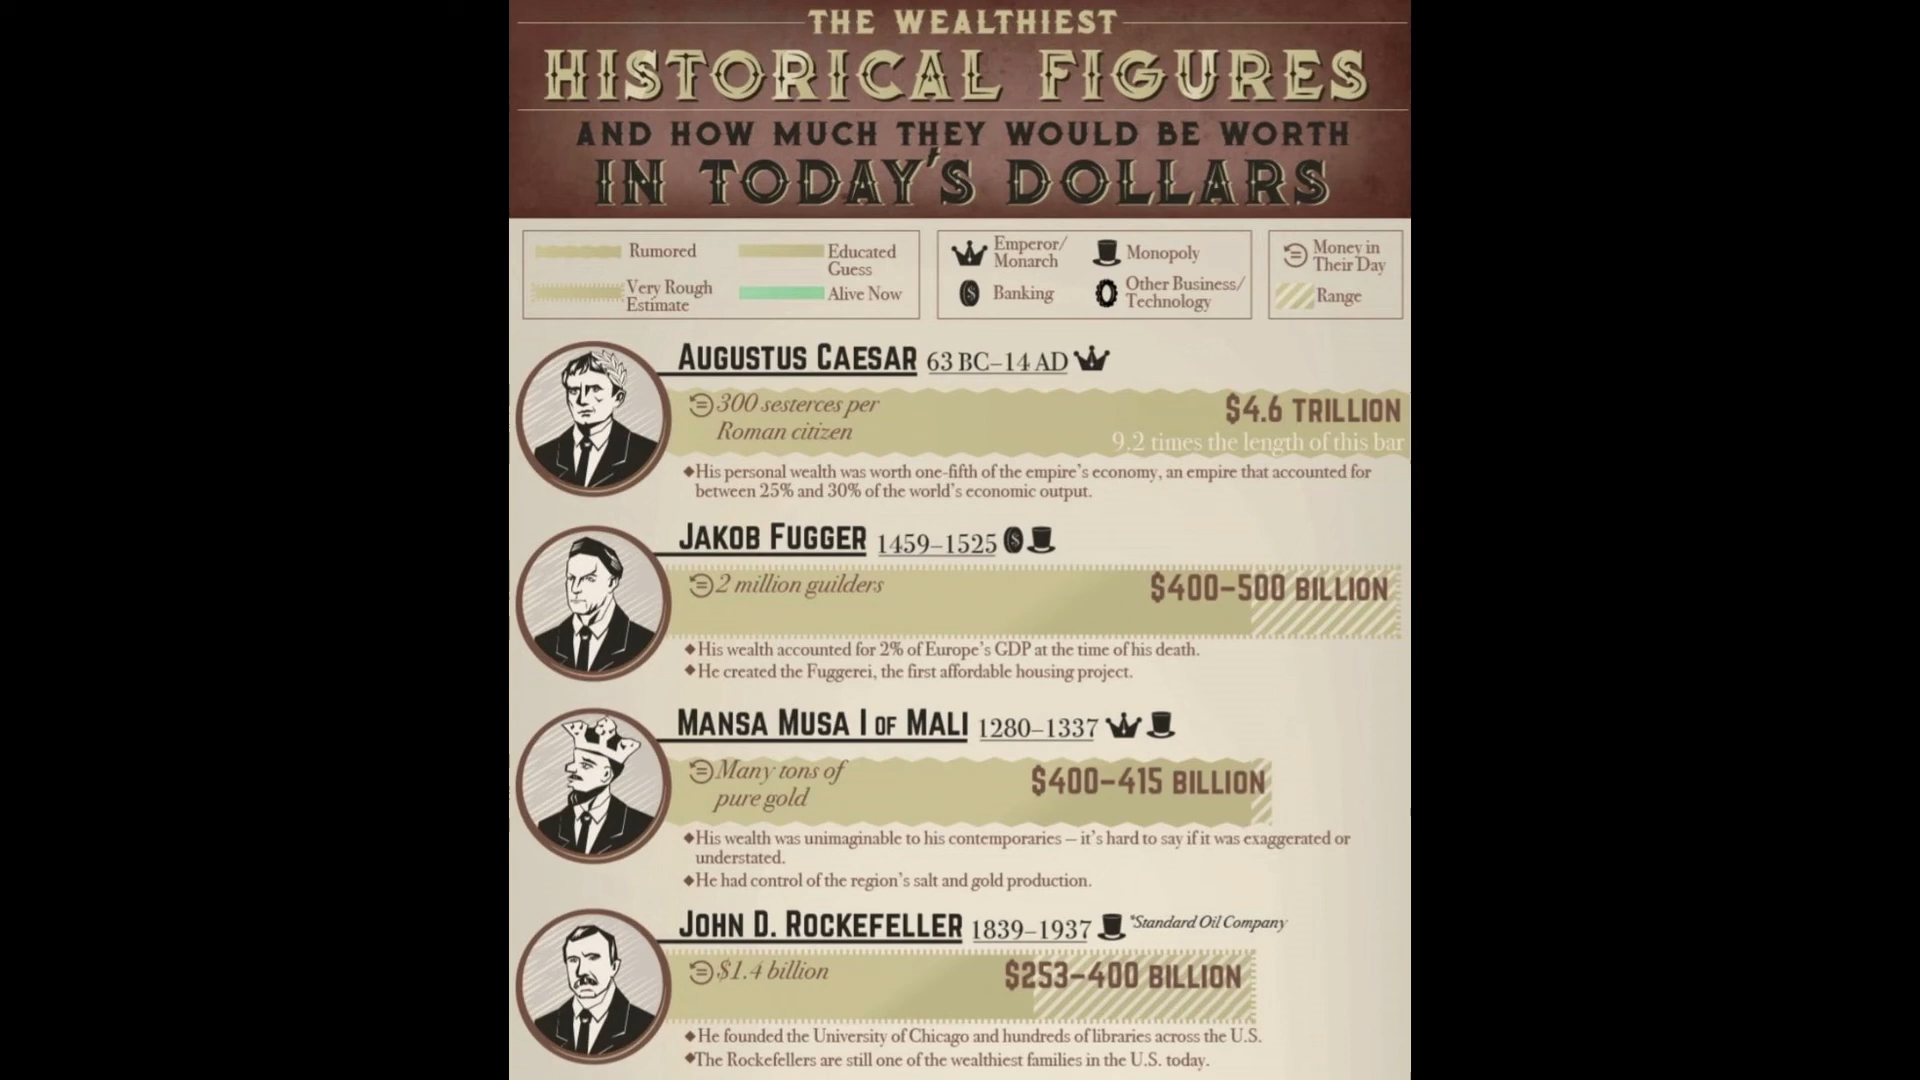 THE WEALTHIEST
HISTORICAL FIGURES
AND HOW MUCH THEY WOULD BE WORTH
IN TODAY'S DOLLARS
Rumored
Educated
Guess
Very Rough
Estimate
Alive Now
Emperor/
Monarch
Monopoly
Banking
Other Business/
Technology
Money in
Their Day
Range
AUGUSTUS CAESAR 63 BC–14 AD
300 sesterces per
Roman citizen
$4.6 TRILLION
9.2 times the length of this bar
◆His personal wealth was worth one-fifth of the empire's economy, an empire that accounted for
between 25% and 30% of the world's economic output.
JAKOB FUGGER 1459–1525
2 million guilders
$400–500 BILLION
◆His wealth accounted for 2% of Europe's GDP at the time of his death.
◆He created the Fuggerei, the first affordable housing project.
MANSA MUSA I OF MALI 1280–1337
Many tons of
pure gold
$400–415 BILLION
◆His wealth was unimaginable to his contemporaries – it's hard to say if it was exaggerated or
understated.
◆He had control of the region's salt and gold production.
JOHN D. ROCKEFELLER 1839–1937 *Standard Oil Company
$1.4 billion
$253–400 BILLION
◆He founded the University of Chicago and hundreds of libraries across the U.S.
◆The Rockefellers are still one of the wealthiest families in the U.S. today.